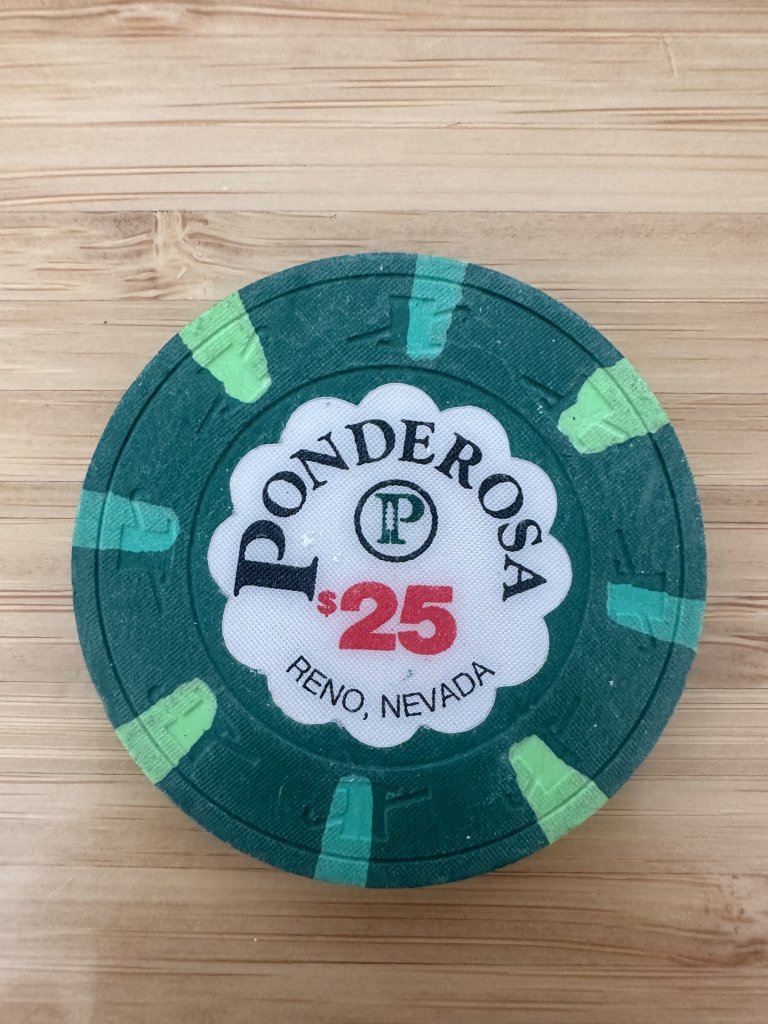 PONDEROSA
P
$25
RENO, NEVADA